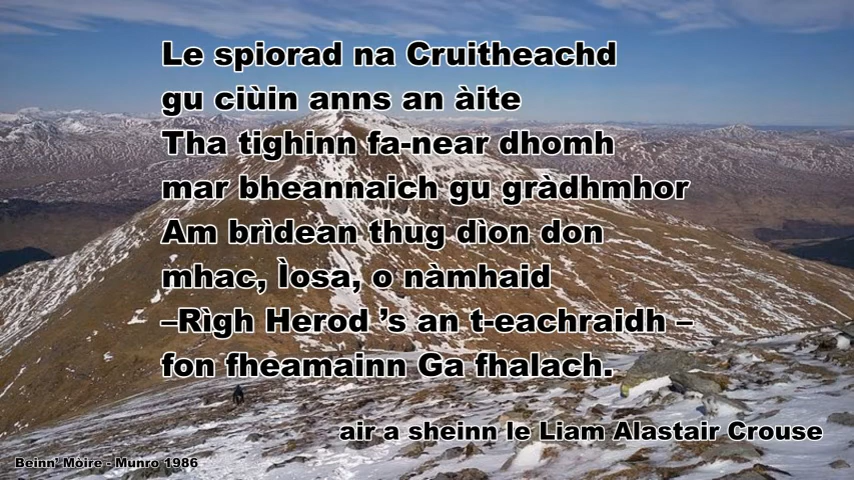 Le spiorad na Cruitheachd
gu ciùin anns an àite
Tha tighinn fa-near dhomh
mar bheannaich gu gràdhmhor
Am brìdean thug dìon don
mhac, Ìosa, o nàmhaid
–Rìgh Herod ’s an t-eachraidh –
fon fheamainn Ga fhalach.
air a sheinn le Liam Alastair Crouse
Beinn’ Mòire - Munro 1986